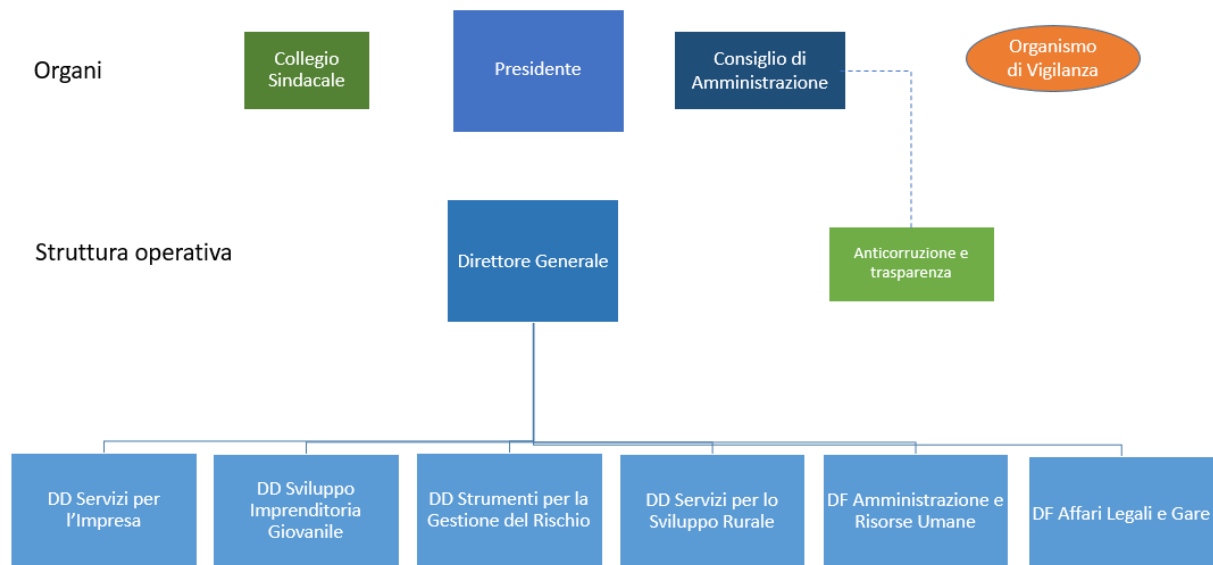 Organi
Collegio
Sindacale
Presidente
Consiglio di
Amministrazione
Organismo
di Vigilanza
Struttura operativa
Direttore Generale
Anticorruzione e
trasparenza
DD Servizi per
l’Impresa
DD Sviluppo
Imprenditoria
Giovanile
DD Strumenti per la
Gestione del Rischio
DD Servizi per lo
Sviluppo Rurale
DF Amministrazione e
Risorse Umane
DF Affari Legali e Gare